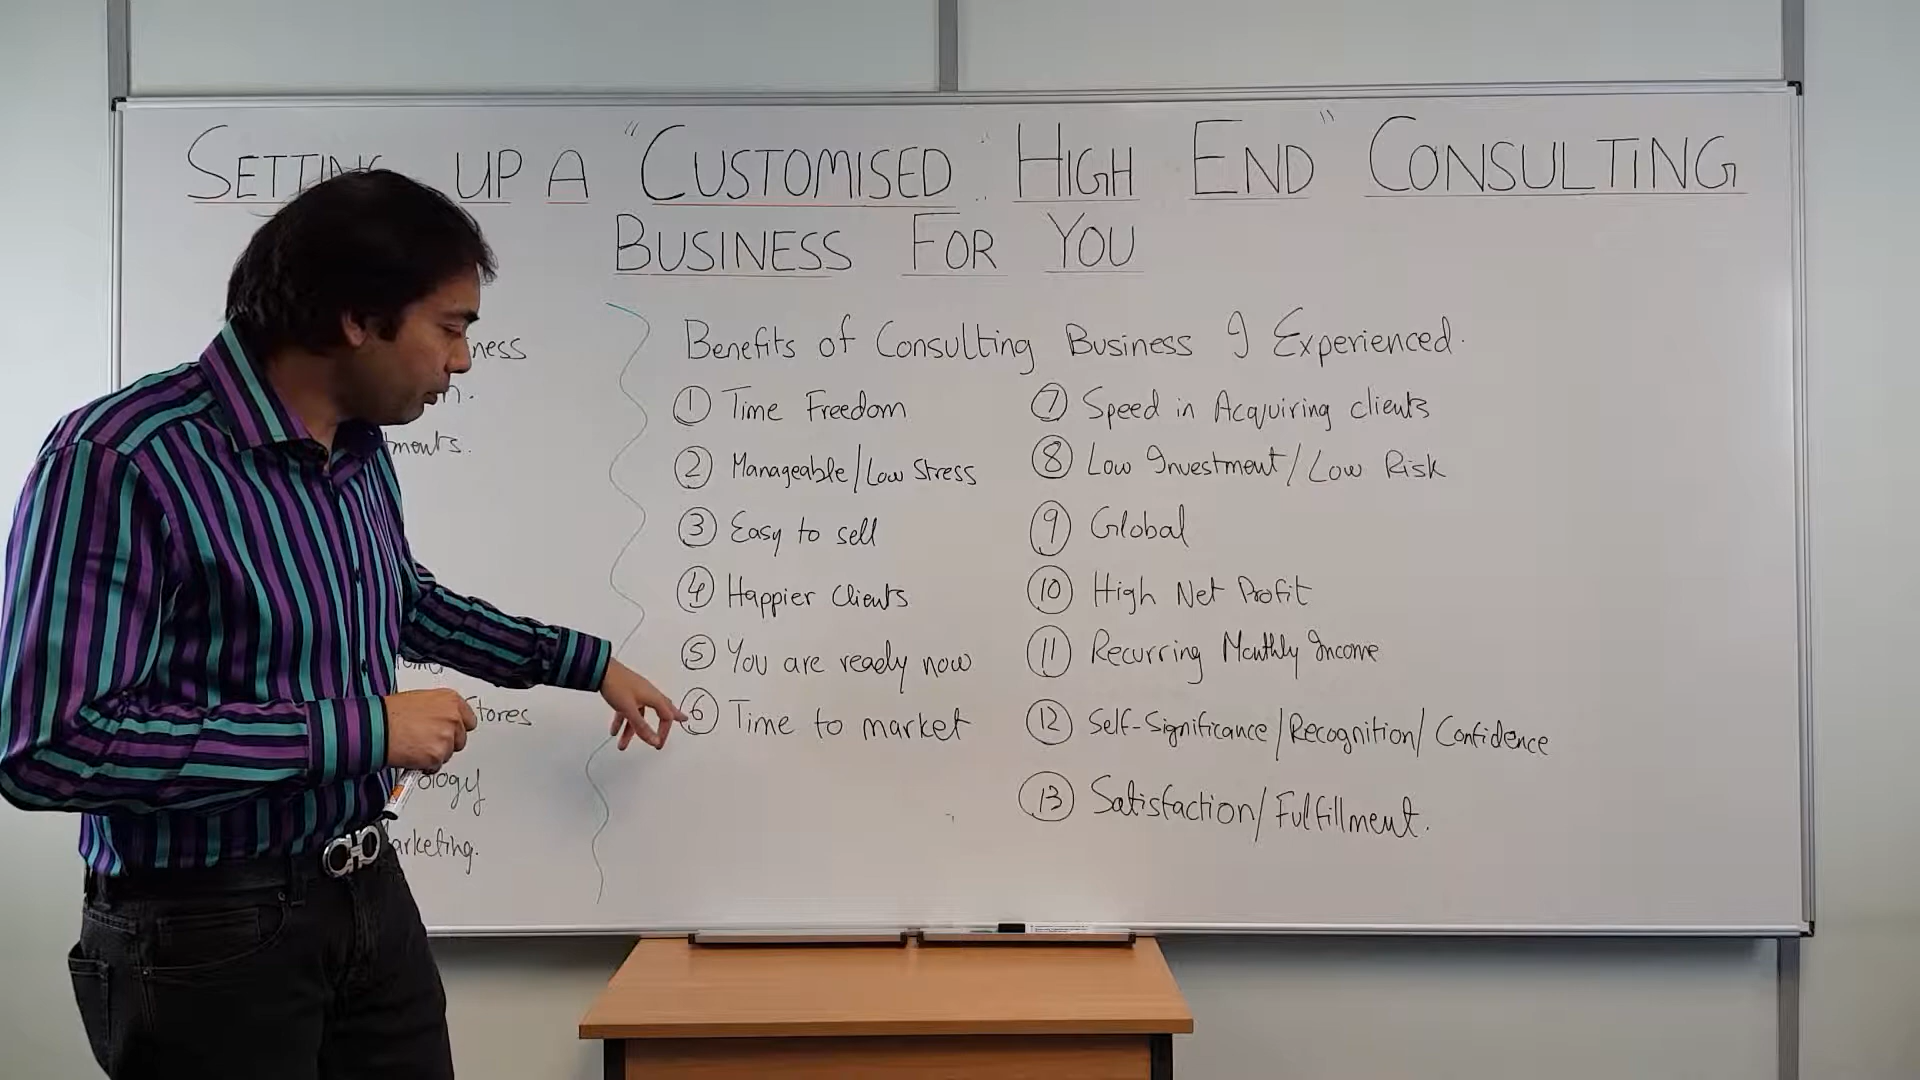 UP A "CUSTOMISED" "HIGH END" CONSULTING
BUSINESS FOR YOU
Benefits of Consulting Business I Experienced.
① Time Freedom
② Manageable/Low Stress
③ Easy to sell
④ Happier Clients
⑤ You are ready now
⑥ Time to market
⑦ Speed in Acquiring clients
⑧ Low Investment/Low Risk
⑨ Global
⑩ High Net Profit
⑪ Recurring Monthly Income
⑫ Self-Significance/Recognition/Confidence
⑬ Satisfaction/Fulfillment.